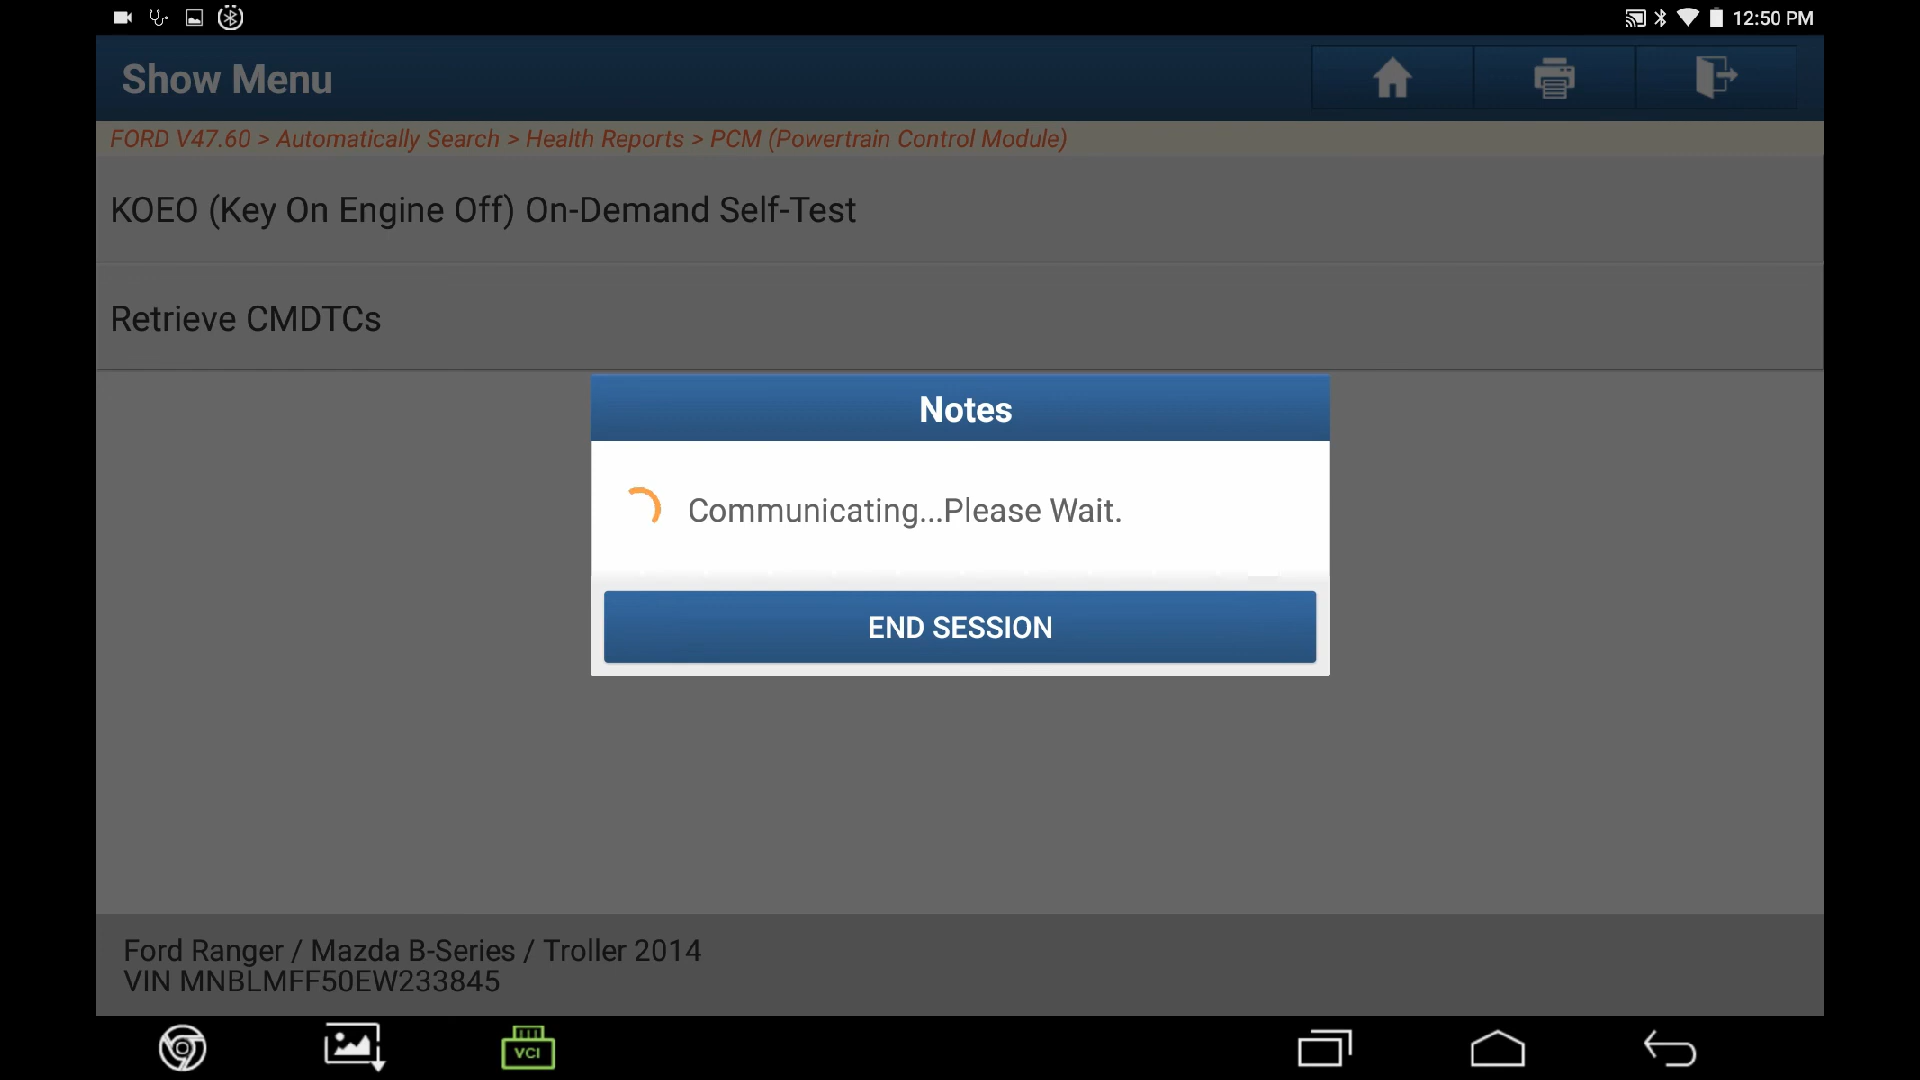 12:50 PM
Show Menu
FORD V47.60 > Automatically Search > Health Reports > PCM (Powertrain Control Module)
KOEO (Key On Engine Off) On-Demand Self-Test
Retrieve CMDTCs
Notes
Communicating...Please Wait.
END SESSION
Ford Ranger / Mazda B-Series / Troller 2014
VIN MNBLMFF50EW233845
VCI